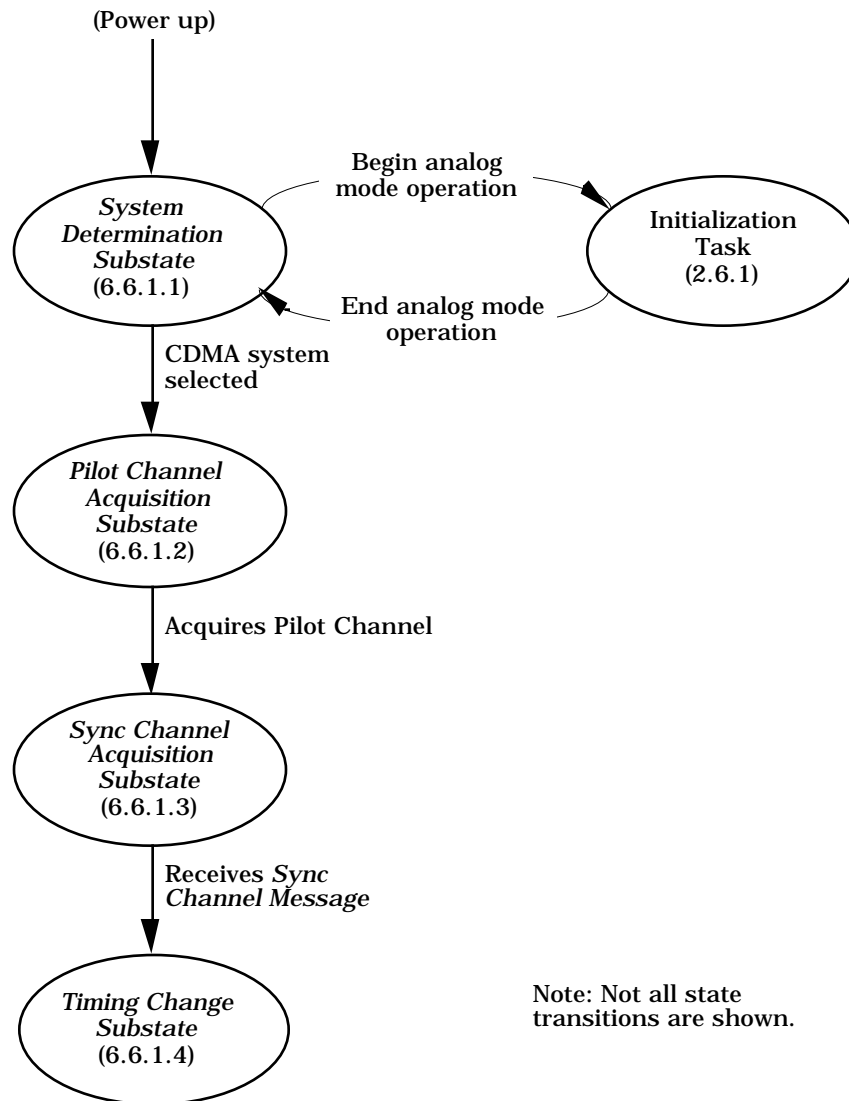 (Power up)
Begin analog
mode operation
System
Determination
Substate
(6.6.1.1)
Initialization
Task
(2.6.1)
End analog mode
operation
CDMA system
selected
Pilot Channel
Acquisition
Substate
(6.6.1.2)
Acquires Pilot Channel
Sync Channel
Acquisition
Substate
(6.6.1.3)
Receives Sync
Channel Message
Timing Change
Substate
(6.6.1.4)
Note: Not all state
transitions are shown.